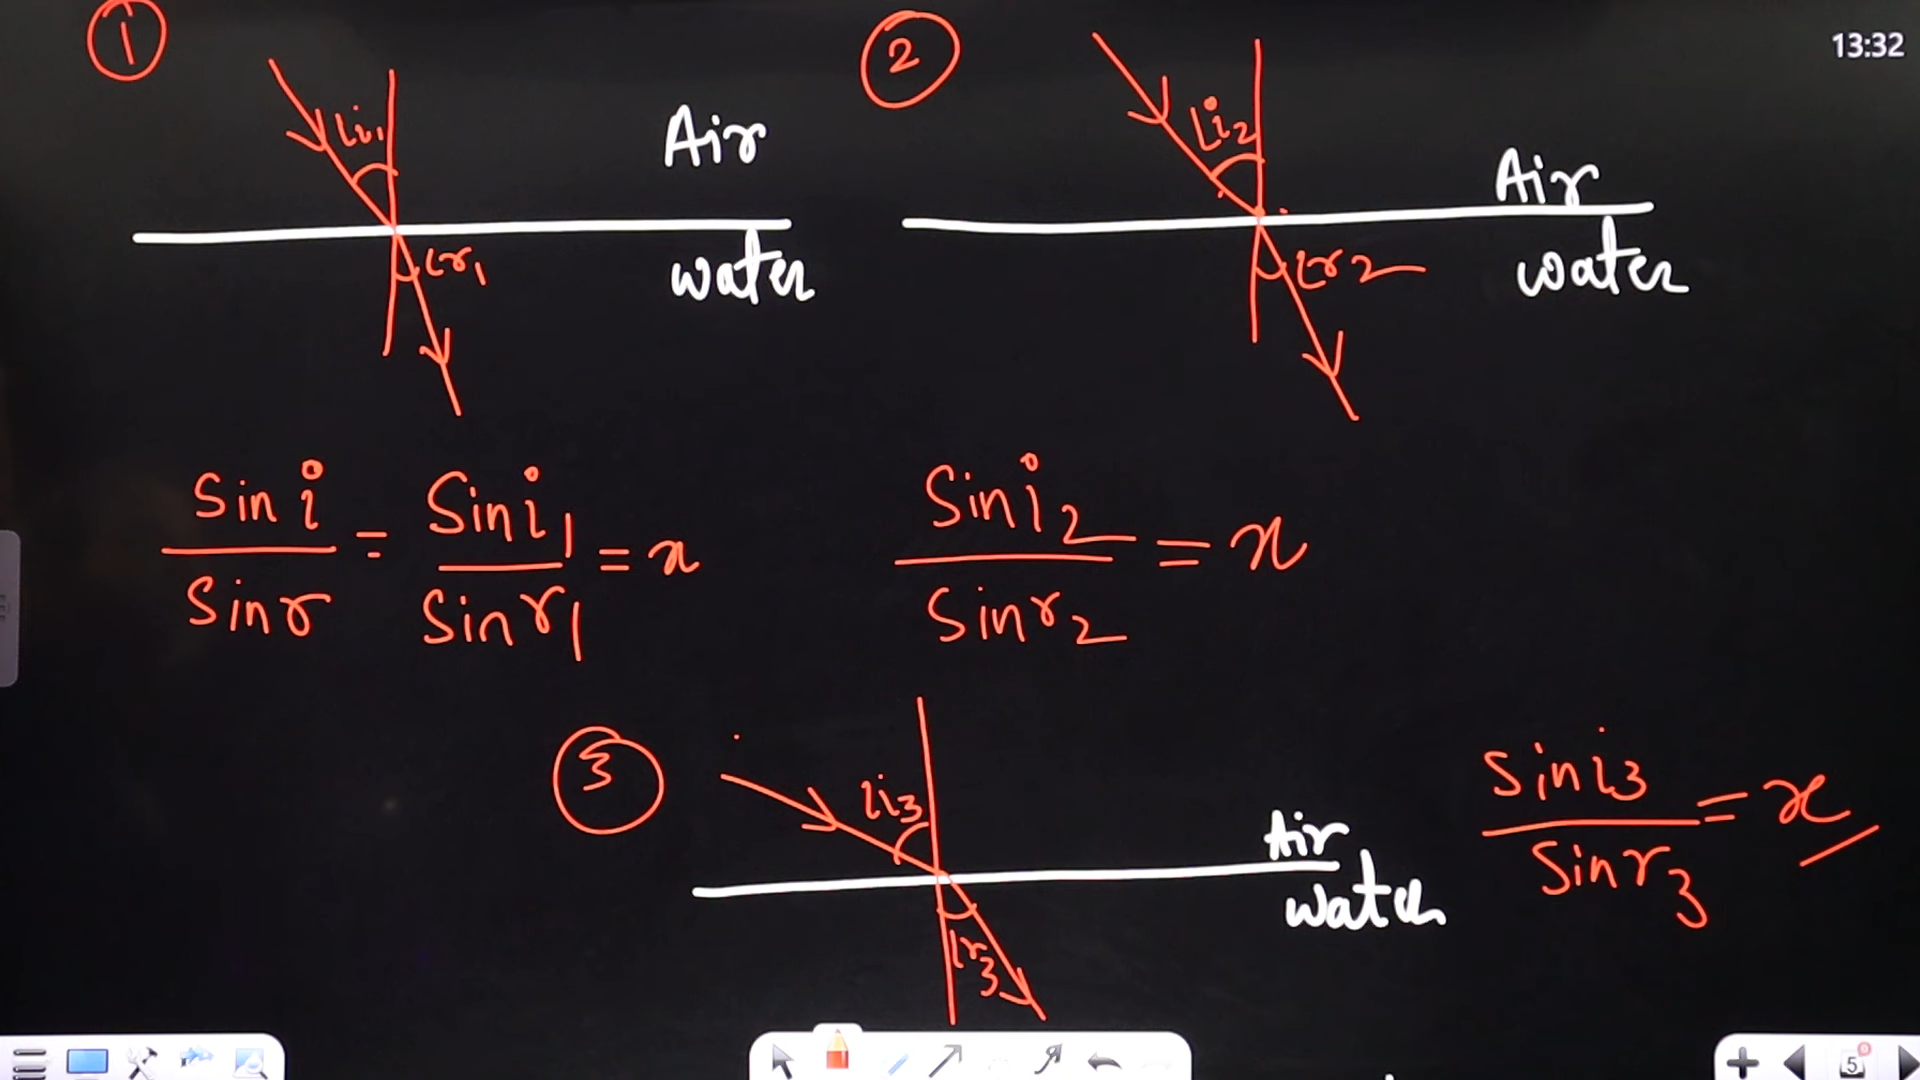 1
2
13:32
∠i₁
∠i₂
Air
Air
∠r₁
∠r₂
water
water
Sin i / Sin r = Sin i₁ / Sin r₁ = x
Sin i₂ / Sin r₂ = x
3
∠i₃
Air
water
∠r₃
Sin i₃ / Sin r₃ = x
5